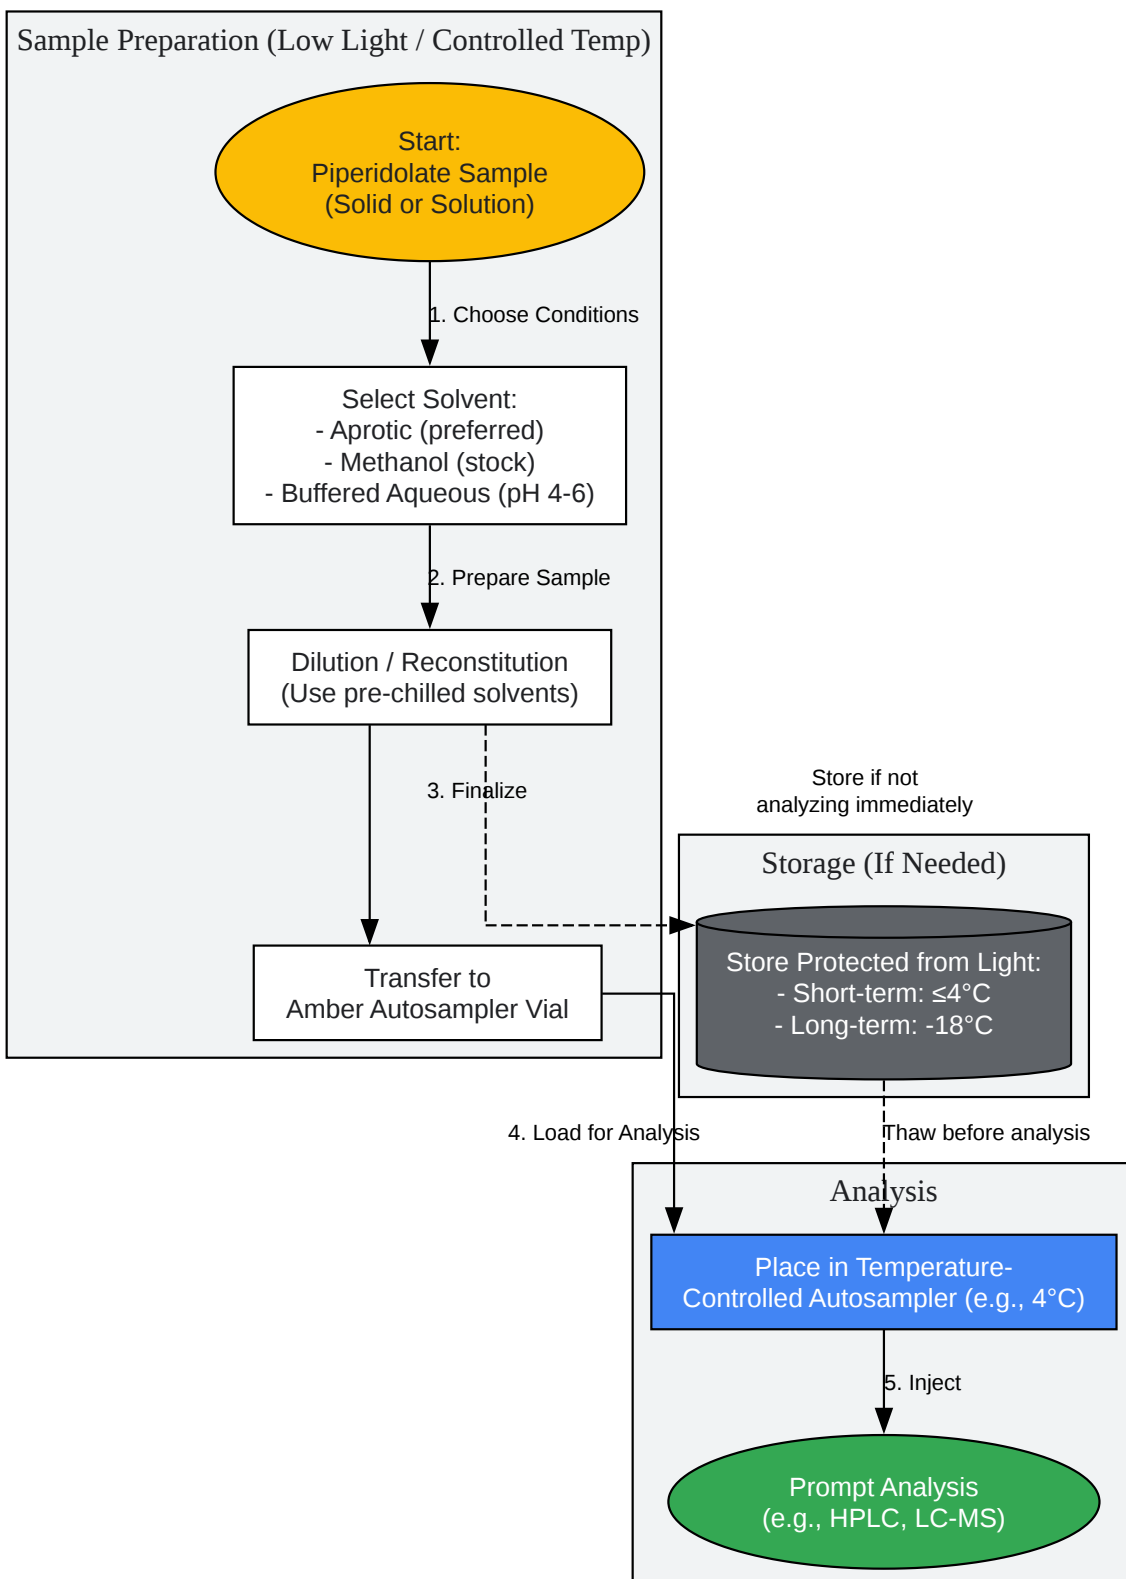 Sample Preparation (Low Light / Controlled Temp)
Start:
Piperidolate Sample
(Solid or Solution)
1. Choose Conditions
Select Solvent:
- Aprotic (preferred)
- Methanol (stock)
- Buffered Aqueous (pH 4-6)
2. Prepare Sample
Dilution / Reconstitution
(Use pre-chilled solvents)
3. Finalize
Store if not
analyzing immediately
Storage (If Needed)
Store Protected from Light:
- Short-term: ≤4°C
- Long-term: -18°C
Transfer to
Amber Autosampler Vial
4. Load for Analysis
Thaw before analysis
Analysis
Place in Temperature-
Controlled Autosampler (e.g., 4°C)
5. Inject
Prompt Analysis
(e.g., HPLC, LC-MS)